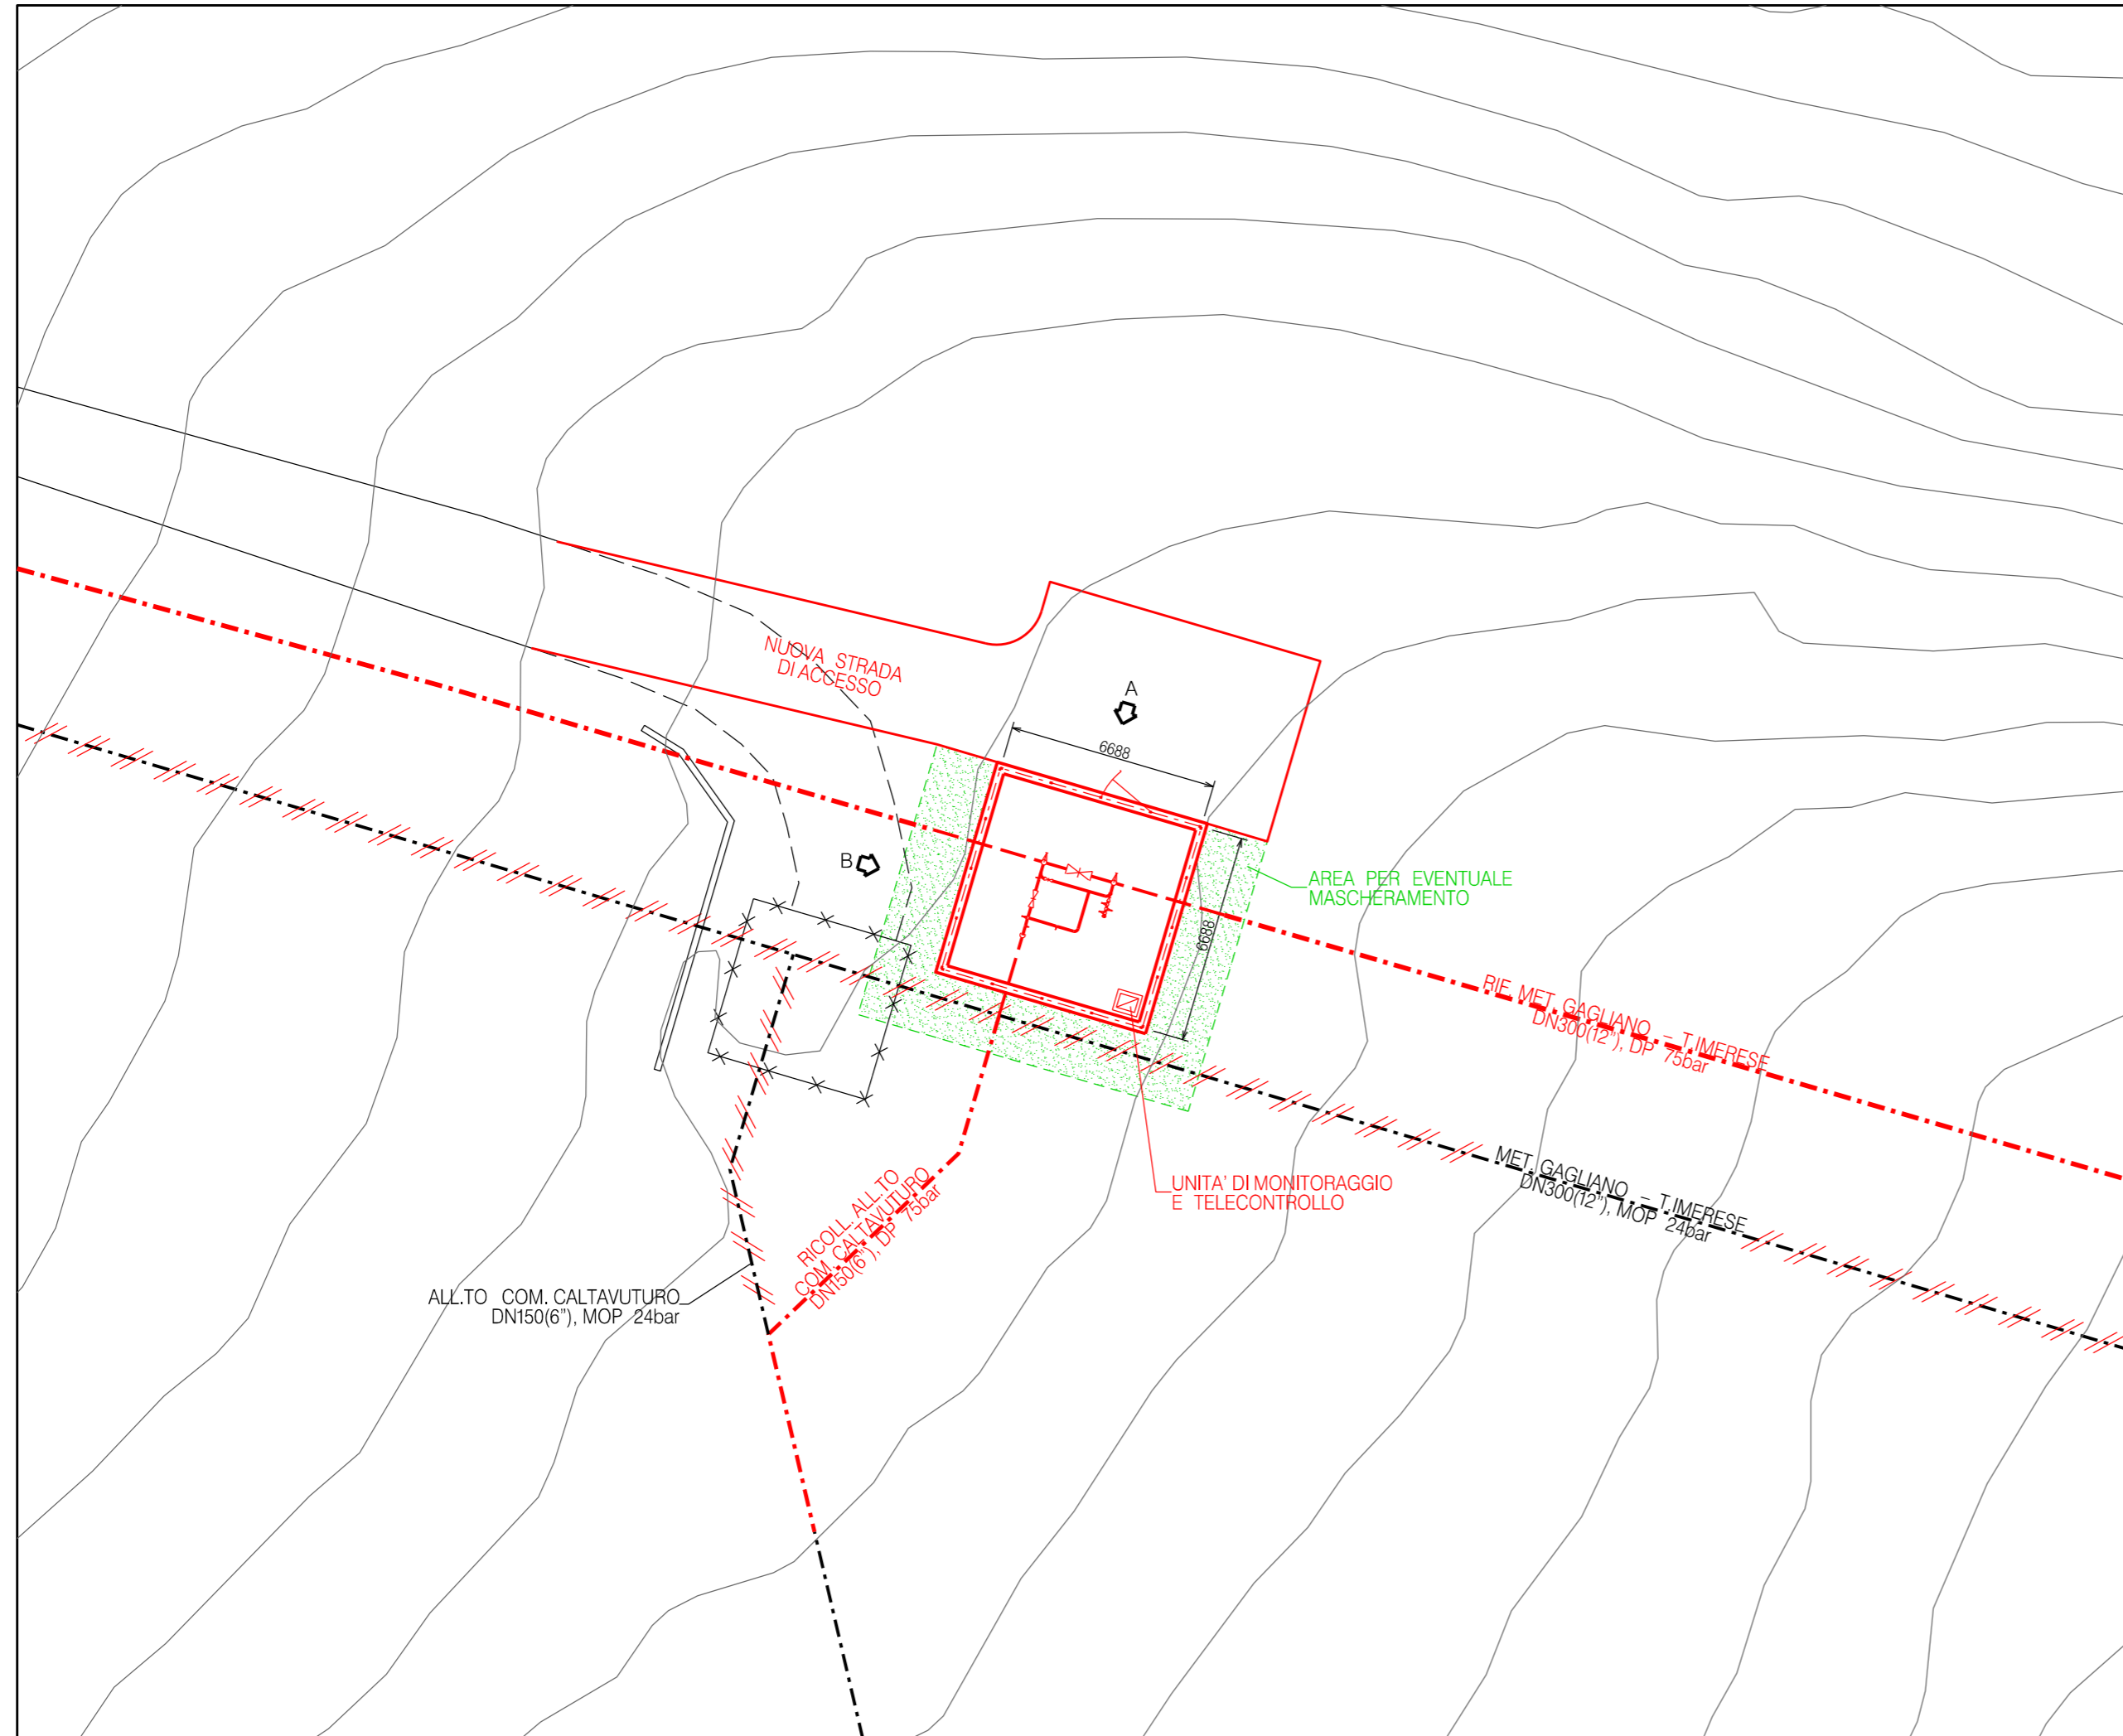 NUOVA STRADA
DI ACCESSO
A
6688
B
AREA PER EVENTUALE
MASCHERAMENTO
6688
RIF. MET. GAGLIANO – T.IMERESE
DN300(12"), DP 75bar
MET. GAGLIANO – T.IMERESE
DN300(12"), MOP 24bar
UNITA' DI MONITORAGGIO
E TELECONTROLLO
RICOLL. ALL.TO
COM. CALTAVUTURO
DN150(6"), DP 75bar
ALL.TO COM. CALTAVUTURO
DN150(6"), MOP 24bar